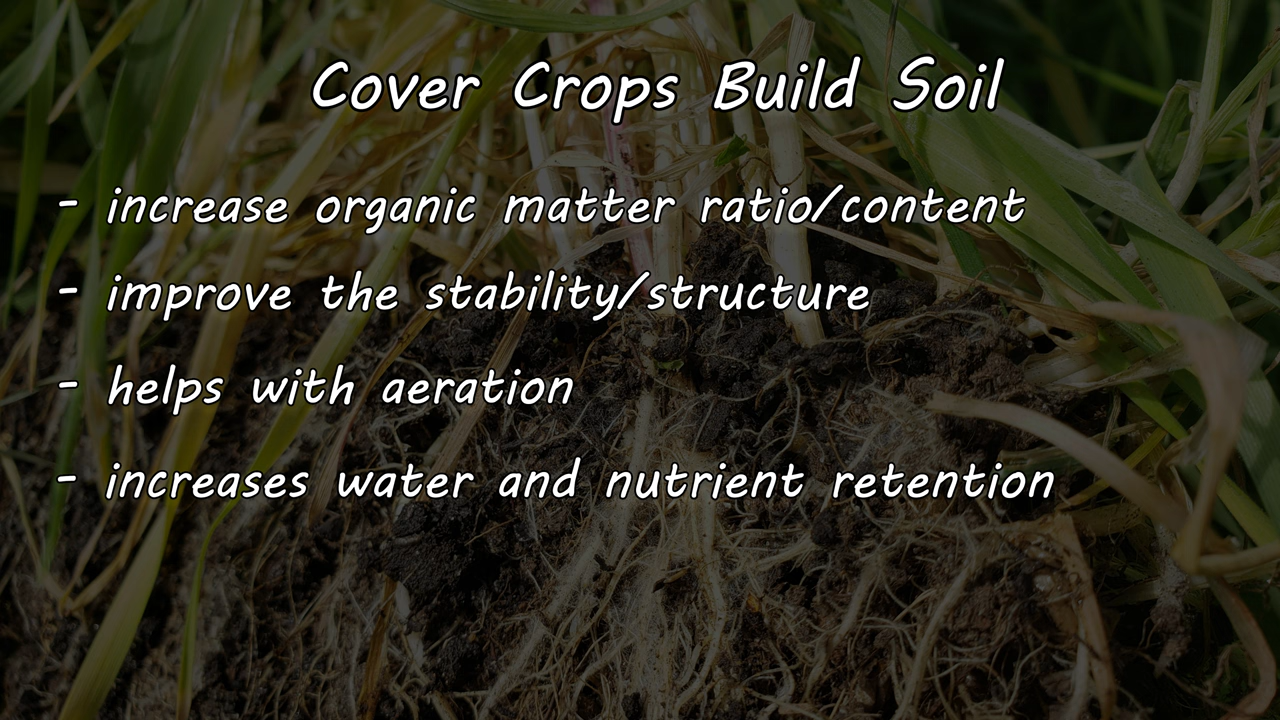 Cover Crops Build Soil
- increase organic matter ratio/content
- improve the stability/structure
- helps with aeration
- increases water and nutrient retention